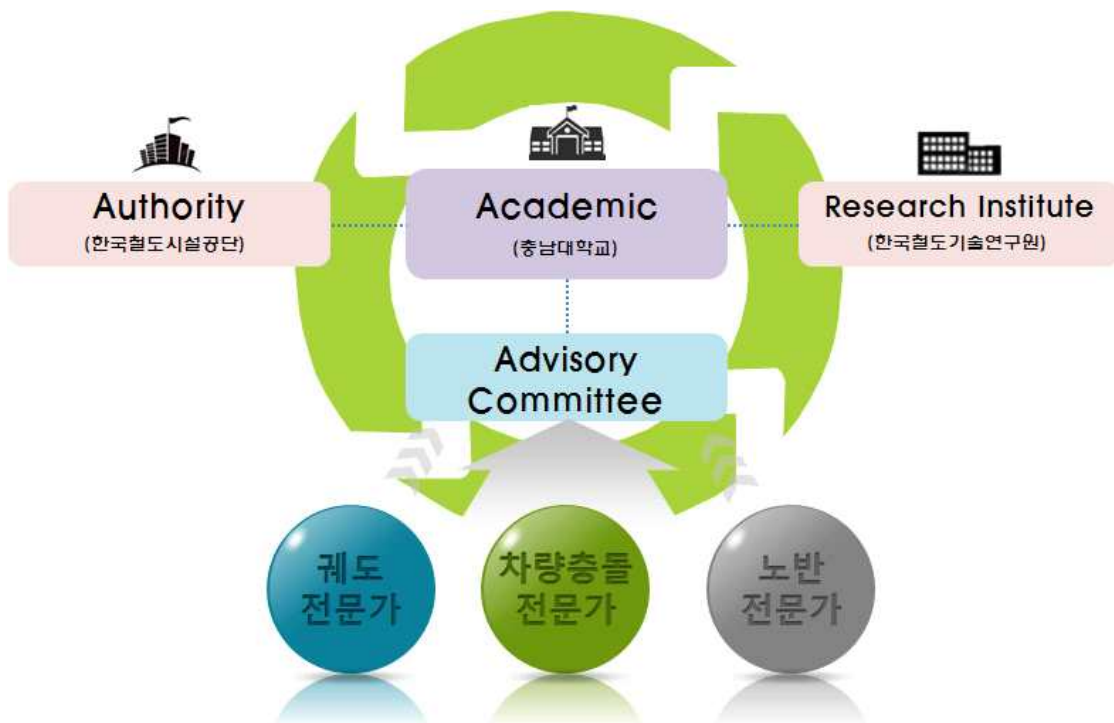 Authority
(한국철도시설공단)
Academic
(충남대학교)
Research Institute
(한국철도기술연구원)
Advisory
Committee
궤도
전문가
차량충돌
전문가
노반
전문가